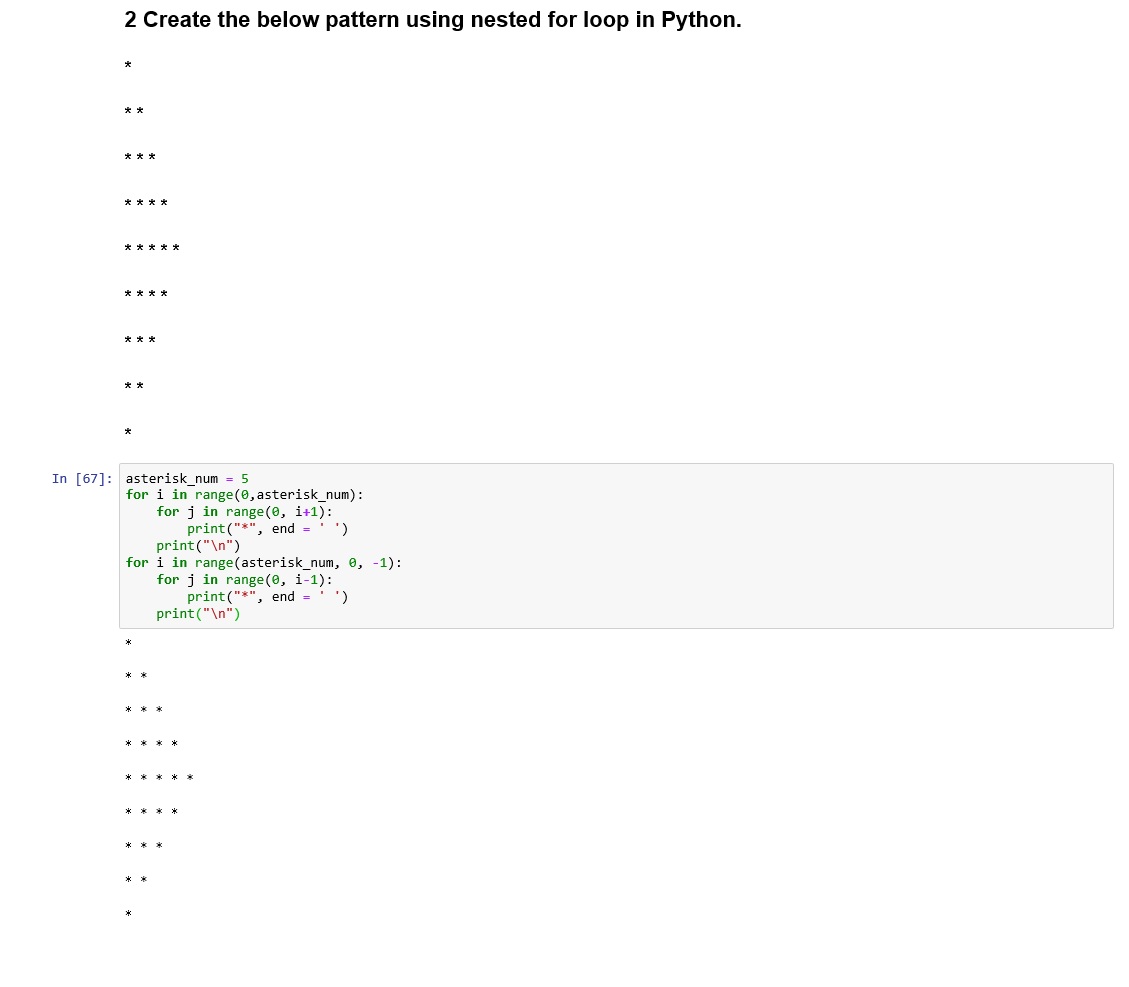 2 Create the below pattern using nested for loop in Python.
*
* *
* * *
* * * *
* * * * *
* * * *
* * *
* *
*
In [67]: asterisk_num = 5
for i in range(0,asterisk_num):
    for j in range(0, i+1):
        print("*", end = ' ')
    print("\n")
for i in range(asterisk_num, 0, -1):
    for j in range(0, i-1):
        print("*", end = ' ')
    print("\n")
*
* *
* * *
* * * *
* * * * *
* * * *
* * *
* *
*